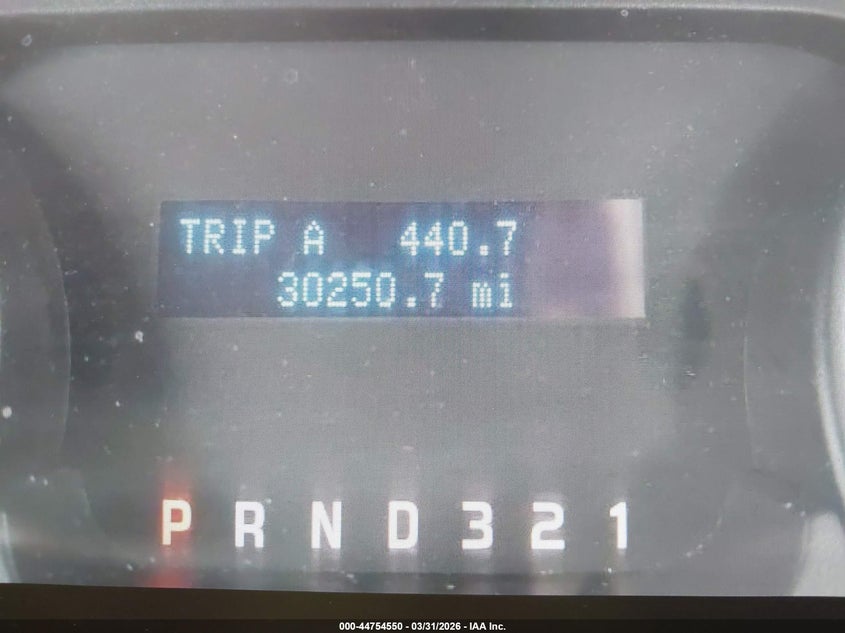 TRIP A 440.7
30250.7 mi
P R N D 3 2 1
000-44754550 - 03/31/2026 - IAA Inc.